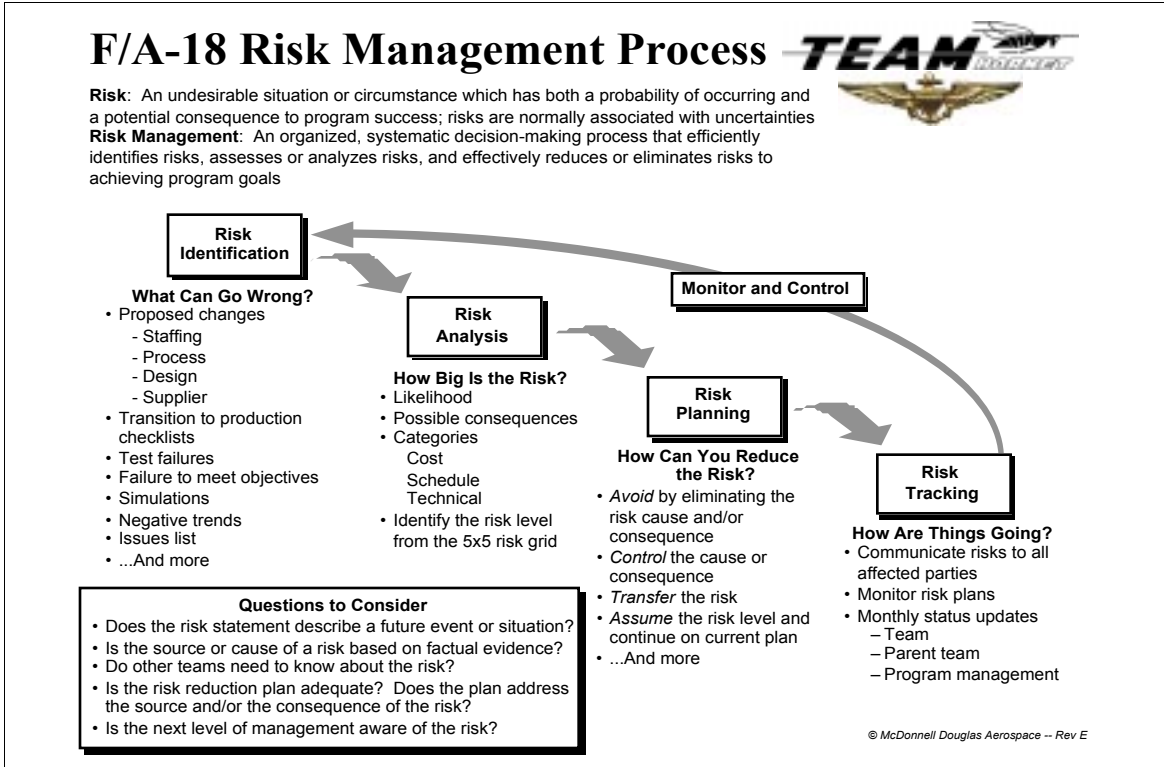 F/A-18 Risk Management Process
TEAM
HORNET
Risk: An undesirable situation or circumstance which has both a probability of occurring and
a potential consequence to program success; risks are normally associated with uncertainties
Risk Management: An organized, systematic decision-making process that efficiently
identifies risks, assesses or analyzes risks, and effectively reduces or eliminates risks to
achieving program goals
Risk
Identification
What Can Go Wrong?
• Proposed changes
- Staffing
- Process
- Design
- Supplier
• Transition to production
checklists
• Test failures
• Failure to meet objectives
• Simulations
• Negative trends
• Issues list
• ...And more
Risk
Analysis
How Big Is the Risk?
• Likelihood
• Possible consequences
• Categories
Cost
Schedule
Technical
• Identify the risk level
from the 5x5 risk grid
Monitor and Control
Risk
Planning
How Can You Reduce
the Risk?
• Avoid by eliminating the
risk cause and/or
consequence
• Control the cause or
consequence
• Transfer the risk
• Assume the risk level and
continue on current plan
• ...And more
Risk
Tracking
How Are Things Going?
• Communicate risks to all
affected parties
• Monitor risk plans
• Monthly status updates
– Team
– Parent team
– Program management
Questions to Consider
• Does the risk statement describe a future event or situation?
• Is the source or cause of a risk based on factual evidence?
• Do other teams need to know about the risk?
• Is the risk reduction plan adequate? Does the plan address
the source and/or the consequence of the risk?
• Is the next level of management aware of the risk?
© McDonnell Douglas Aerospace -- Rev E